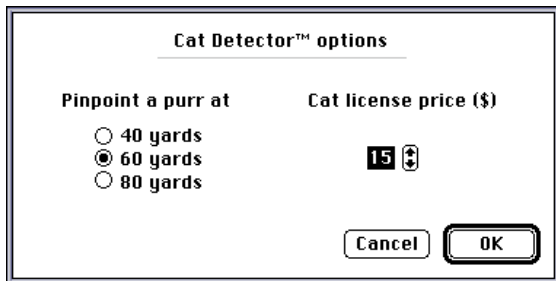 Cat Detector™ options
Pinpoint a purr at
40 yards
60 yards
80 yards
Cat license price ($)
15
Cancel
OK